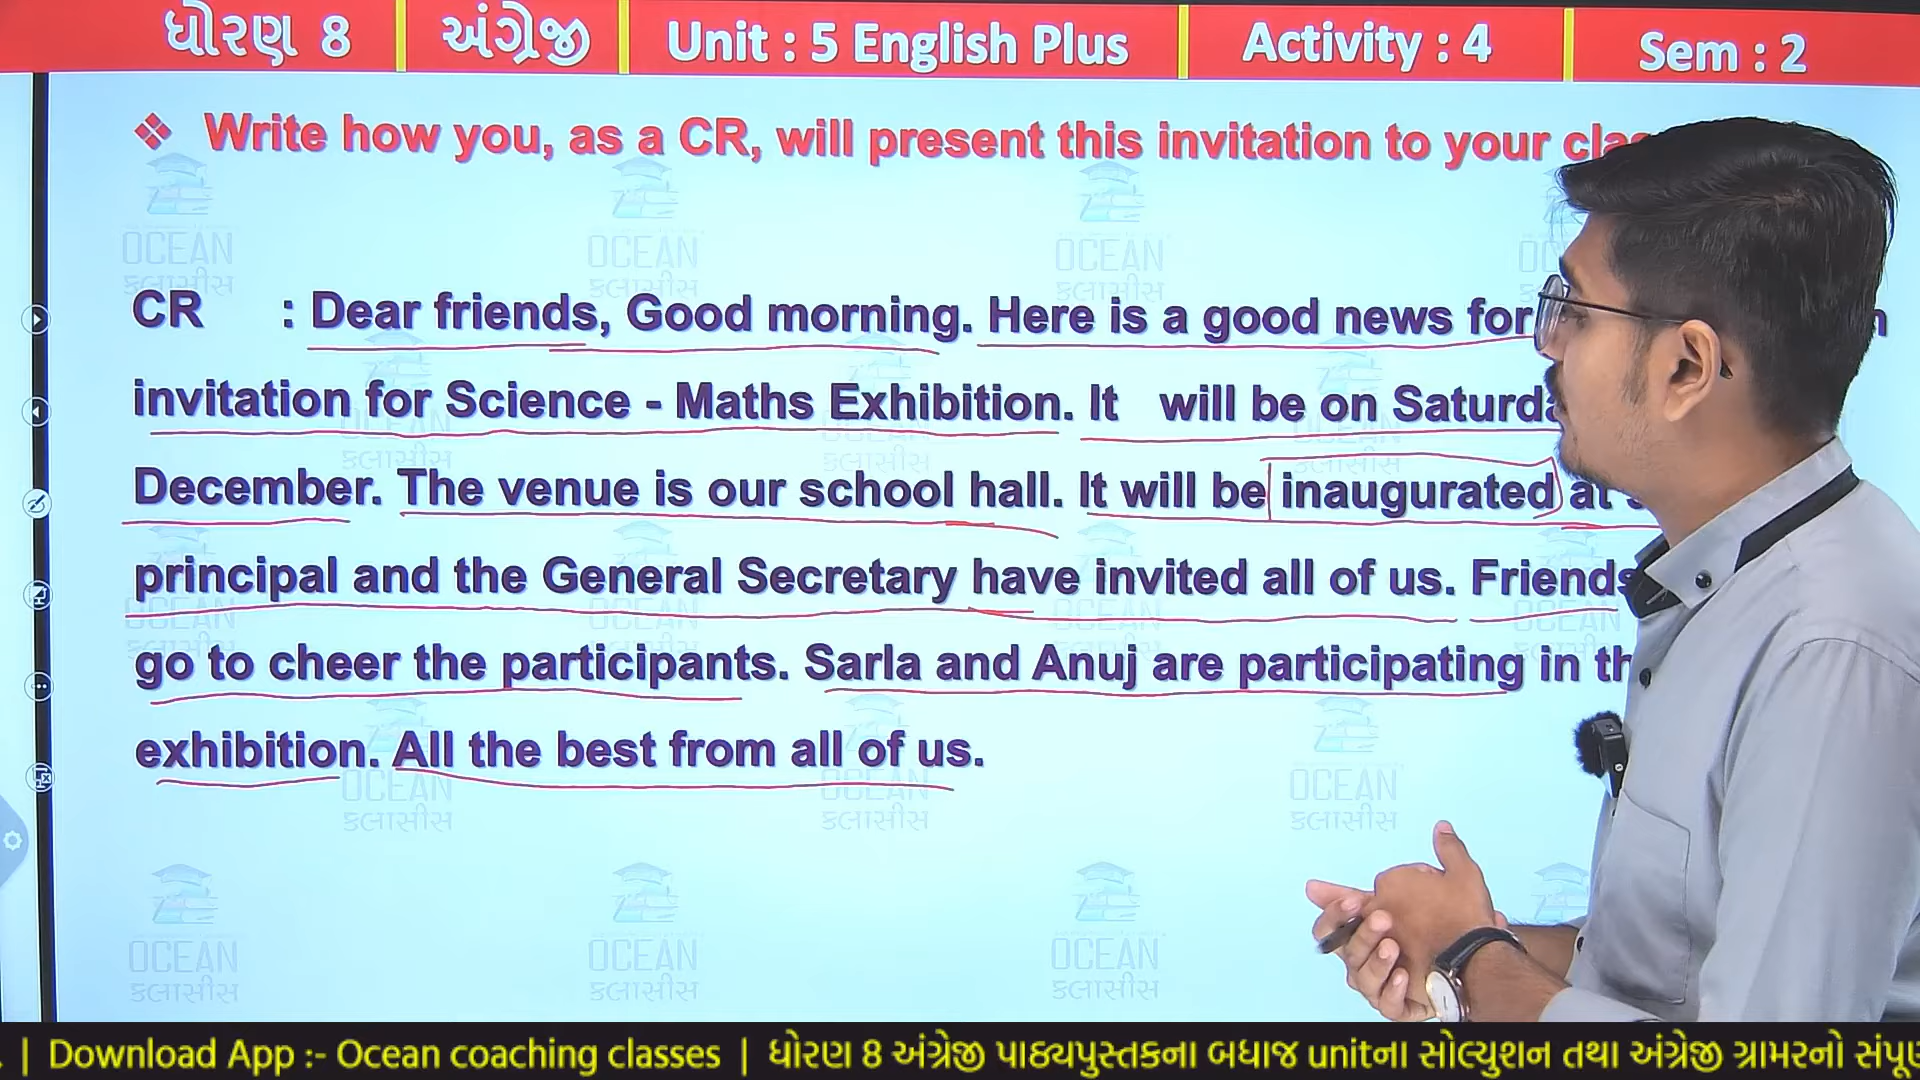 ધોરણ 8 અંગ્રેજી Unit : 5 English Plus Activity : 4 Sem : 2
❖ Write how you, as a CR, will present this invitation to your
CR : Dear friends, Good morning. Here is a good news for
invitation for Science - Maths Exhibition. It will be on
December. The venue is our school hall. It will be inaugurated at
principal and the General Secretary have invited all of us. Friends
go to cheer the participants. Sarla and Anuj are participating in
exhibition. All the best from all of us.
OCEAN
કલાસીસ
| Download App :- Ocean coaching classes | ધોરણ 8 અંગ્રેજી પાઠ્યપુસ્તકના બધાજ unitના સોલ્યુશન તથા અંગ્રેજી ગ્રામરનો